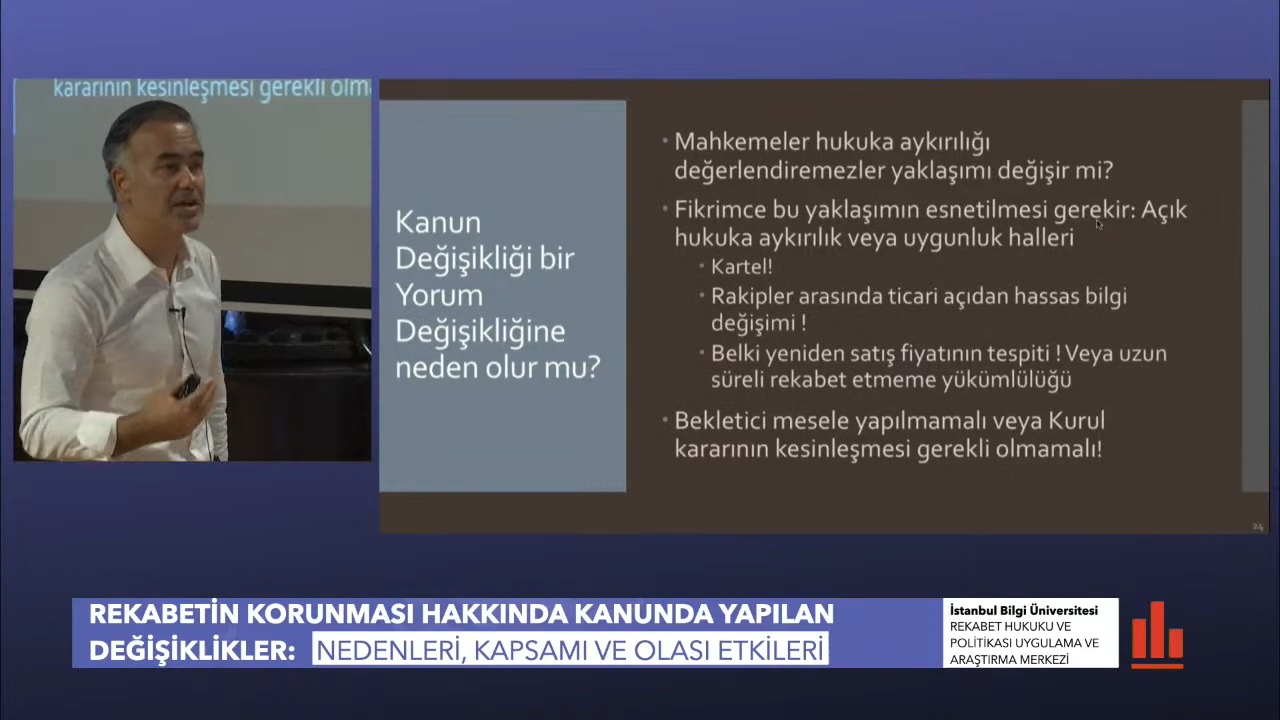 kararının kesinleşmesi gerekli olm
Kanun
Değişikliği bir
Yorum
Değişikliğine
neden olur mu?
• Mahkemeler hukuka aykırılığı
değerlendiremezler yaklaşımı değişir mi?
• Fikrimce bu yaklaşımın esnetilmesi gerekir: Açık
hukuka aykırılık veya uygunluk halleri
• Kartel!
• Rakipler arasında ticari açıdan hassas bilgi
değişimi !
• Belki yeniden satış fiyatının tespiti ! Veya uzun
süreli rekabet etmeme yükümlülüğü
• Bekletici mesele yapılmamalı veya Kurul
kararının kesinleşmesi gerekli olmamalı!
24
REKABETİN KORUNMASI HAKKINDA KANUNDA YAPILAN
DEĞİŞİKLİKLER: NEDENLERİ, KAPSAMI VE OLASI ETKİLERİ
İstanbul Bilgi Üniversitesi
REKABET HUKUKU VE
POLİTİKASI UYGULAMA VE
ARAŞTIRMA MERKEZİ